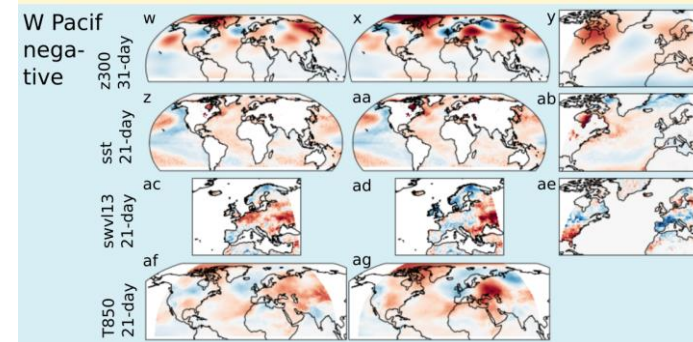 W Pacif
nega-
tive
z300
31-day
w
x
y
sst
21-day
z
aa
ab
swvl13
21-day
ac
ad
ae
T850
21-day
af
ag